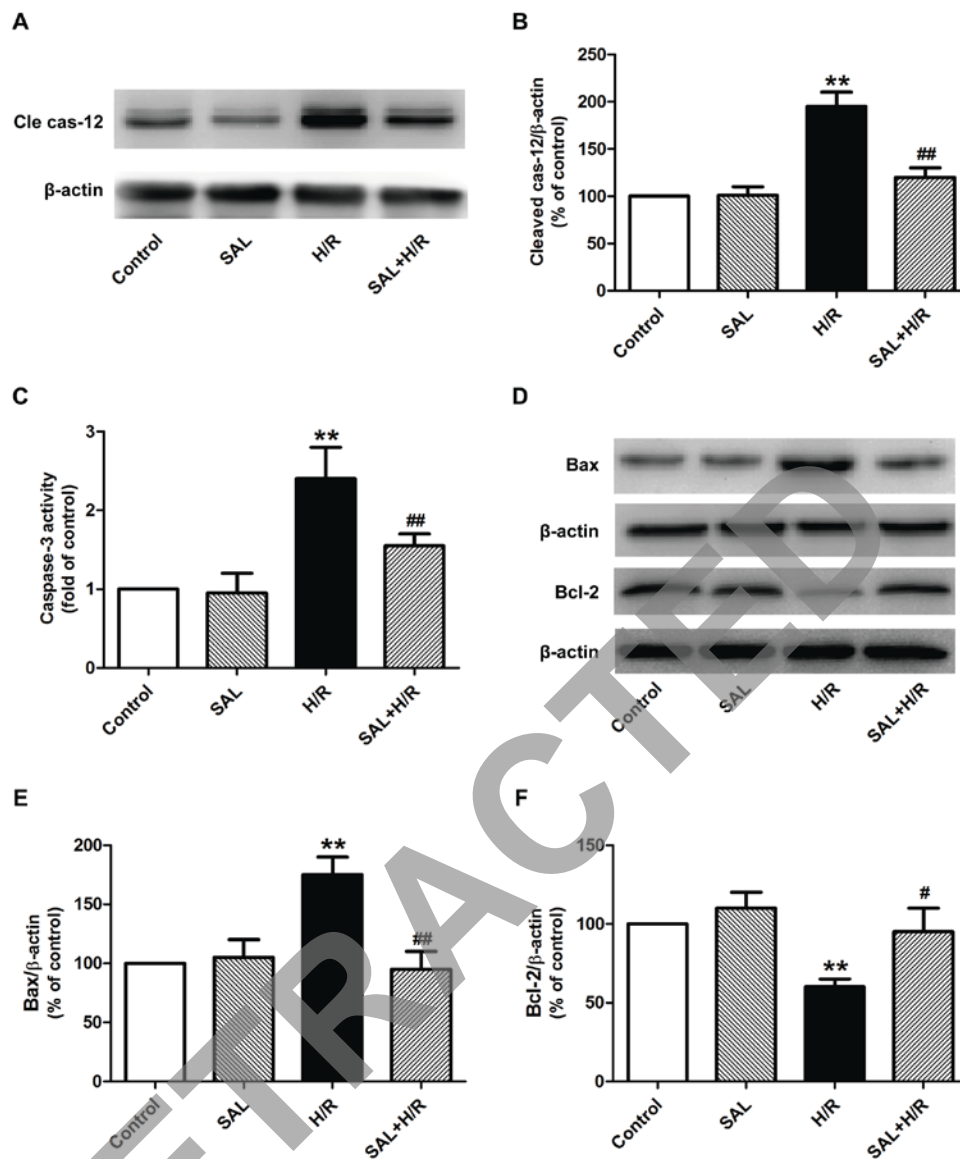 A
Cle cas-12
β-actin
Control SAL H/R SAL+H/R
B
Cleaved cas-12/β-actin
(% of control)
250
200
150
100
50
0
**
##
Control SAL H/R SAL+H/R
C
Caspase-3 activity
(fold of control)
3
2
1
0
**
##
Control SAL H/R SAL+H/R
D
Bax
β-actin
Bcl-2
β-actin
Control SAL H/R SAL+H/R
E
Bax/β-actin
(% of control)
200
150
100
50
0
**
##
Control SAL H/R SAL+H/R
F
Bcl-2/β-actin
(% of control)
150
100
50
0
**
#
Control SAL H/R SAL+H/R
ETRACTED